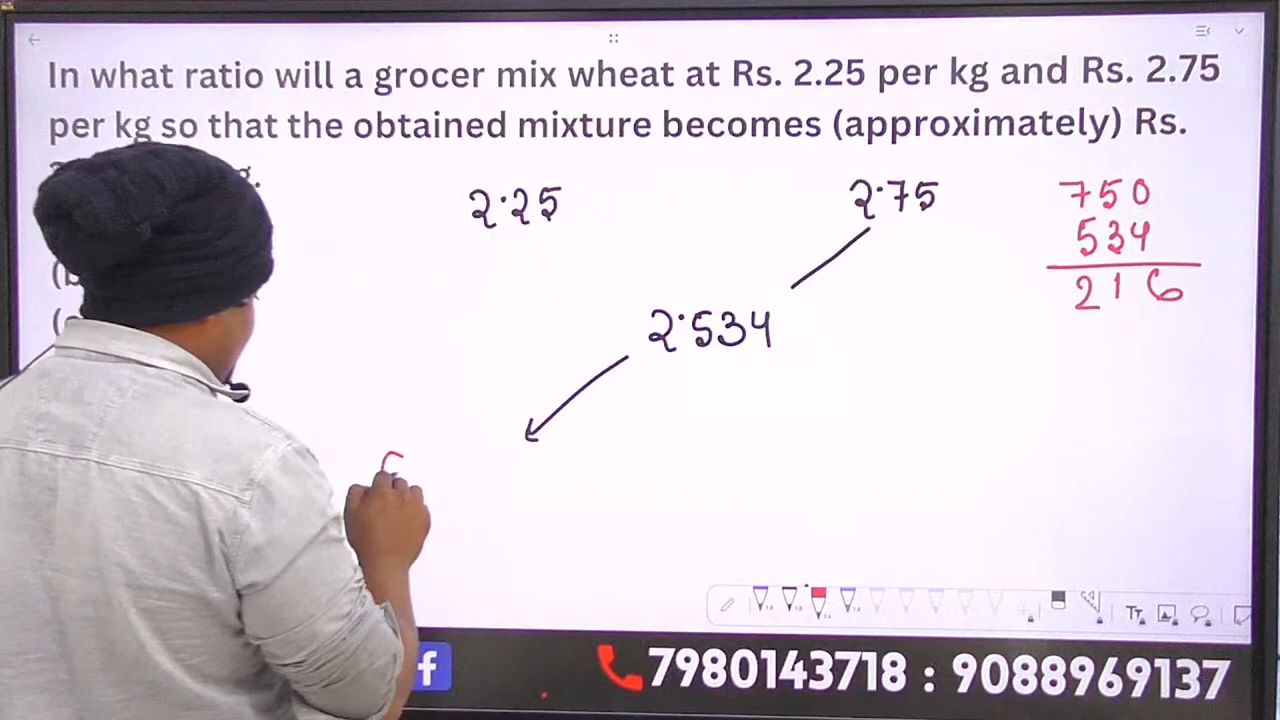 In what ratio will a grocer mix wheat at Rs. 2.25 per kg and Rs. 2.75
per kg so that the obtained mixture becomes (approximately) Rs.
2.25
2.75
750
534
216
2.534
Tт
f
7980143718 : 9088969137